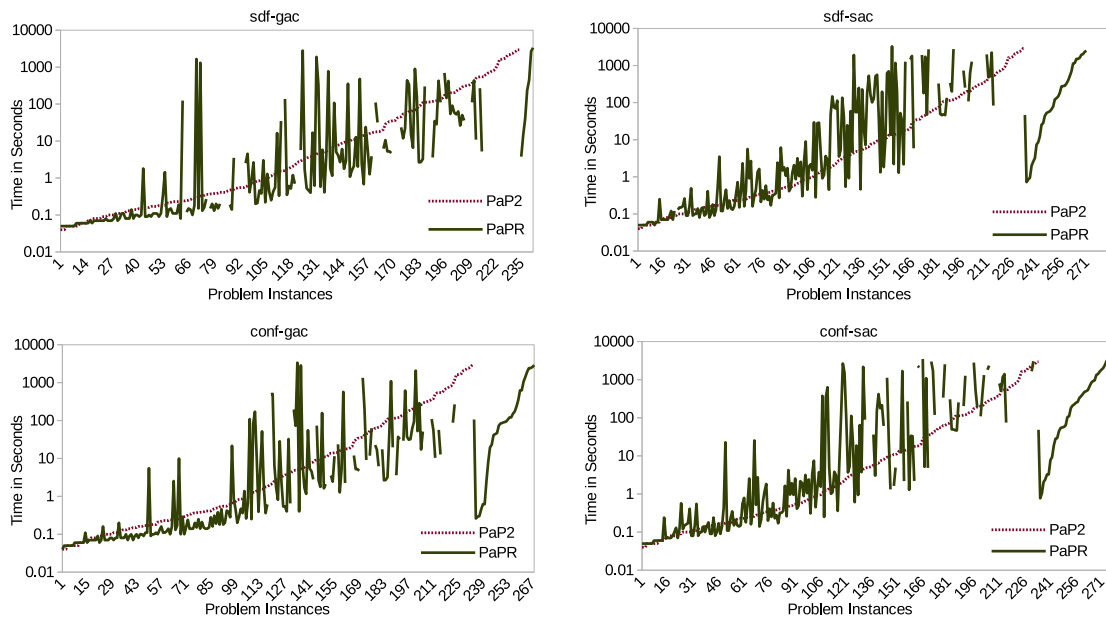 sdf-gac
10000
1000
100
10
1
0.1
0.01
Time in Seconds
PaP2
PaPR
1 14 27 40 53 66 79 92 105 118 131 144 157 170 183 196 209 222 235
Problem Instances
sdf-sac
10000
1000
100
10
1
0.1
0.01
Time in Seconds
PaP2
PaPR
1 16 31 46 61 76 91 106 121 136 151 166 181 196 211 226 241 256 271
Problem Instances
conf-gac
10000
1000
100
10
1
0.1
0.01
Time in Seconds
PaP2
PaPR
1 15 29 43 57 71 85 99 113 127 141 155 169 183 197 211 225 239 253 267
Problem Instances
conf-sac
10000
1000
100
10
1
0.1
0.01
Time in Seconds
PaP2
PaPR
1 16 31 46 61 76 91 106 121 136 151 166 181 196 211 226 241 256 271
Problem Instances